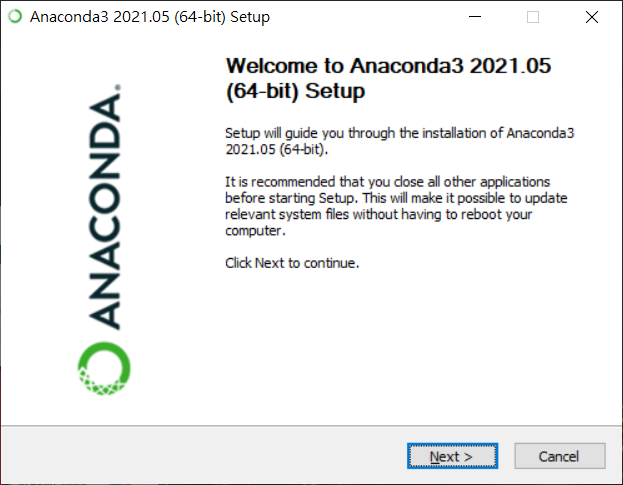 Anaconda3 2021.05 (64-bit) Setup
Welcome to Anaconda3 2021.05
(64-bit) Setup
Setup will guide you through the installation of Anaconda3
2021.05 (64-bit).
It is recommended that you close all other applications
before starting Setup. This will make it possible to update
relevant system files without having to reboot your
computer.
Click Next to continue.
ANACONDA.
Next >
Cancel